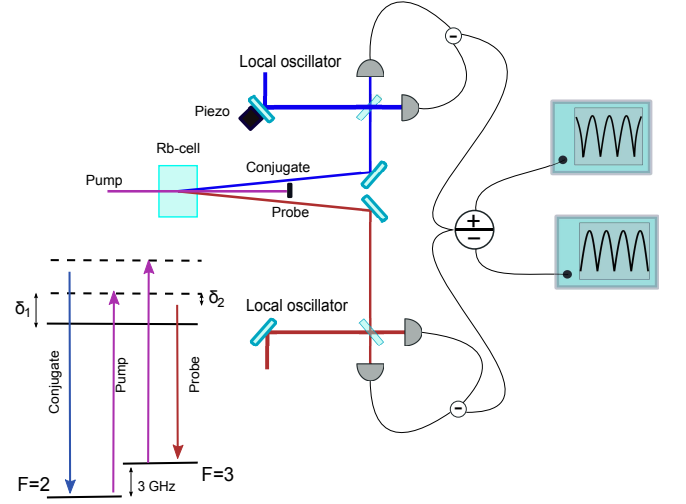 Local oscillator
-
Piezo
Rb-cell
Conjugate
Pump
Probe
+
-
δ1
δ2
Local oscillator
Conjugate
Pump
Probe
F=2
F=3
3 GHz
-